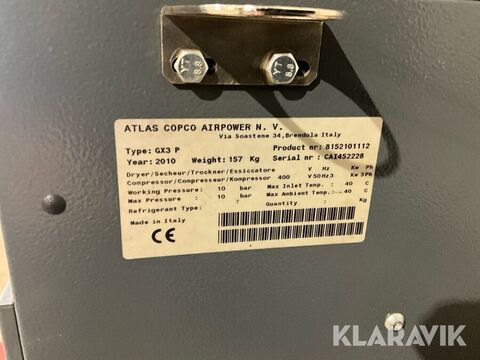 YT
8.8
YT
8.8
ATLAS COPCO AIRPOWER N. V.
Via Soastene 34,Brendola Italy
Type: GX3 P Product nr: 8152101112
Year: 2010 Weight: 157 Kg Serial nr : CAI452228
Dryer/Secheur/Trockner/Essiccatore V Hz Kw Ph
Compressor/Compresseur/Kompressor 400 V 50Hz 3 Kw 3Ph
Working Pressure: 10 bar Max Inlet Temp.: 40 C
Max Pressure : 10 bar Max Ambient Temp.: 40 C
Refrigerant Type: Quantity : Kg
Made in Italy
CE
KLARAVIK